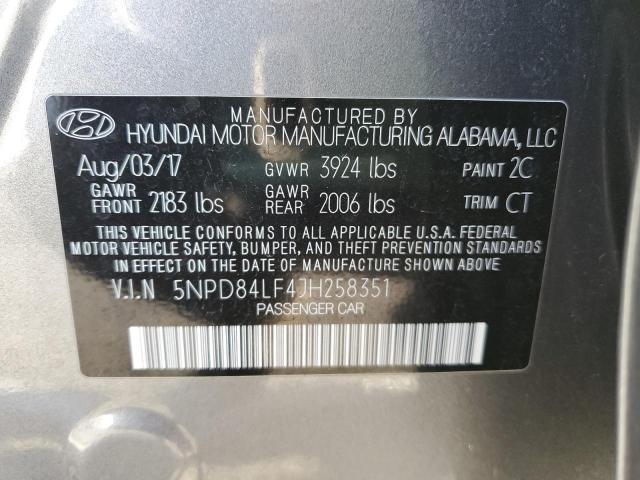 MANUFACTURED BY
HYUNDAI MOTOR MANUFACTURING ALABAMA, LLC
Aug/03/17 GVWR 3924 lbs PAINT 2C
GAWR FRONT 2183 lbs GAWR REAR 2006 lbs TRIM CT
THIS VEHICLE CONFORMS TO ALL APPLICABLE U.S.A. FEDERAL
MOTOR VEHICLE SAFETY, BUMPER, AND THEFT PREVENTION STANDARDS
IN EFFECT ON THE DATE OF MANUFACTURE SHOWN ABOVE.
V.I.N 5NPD84LF4JH258351
PASSENGER CAR